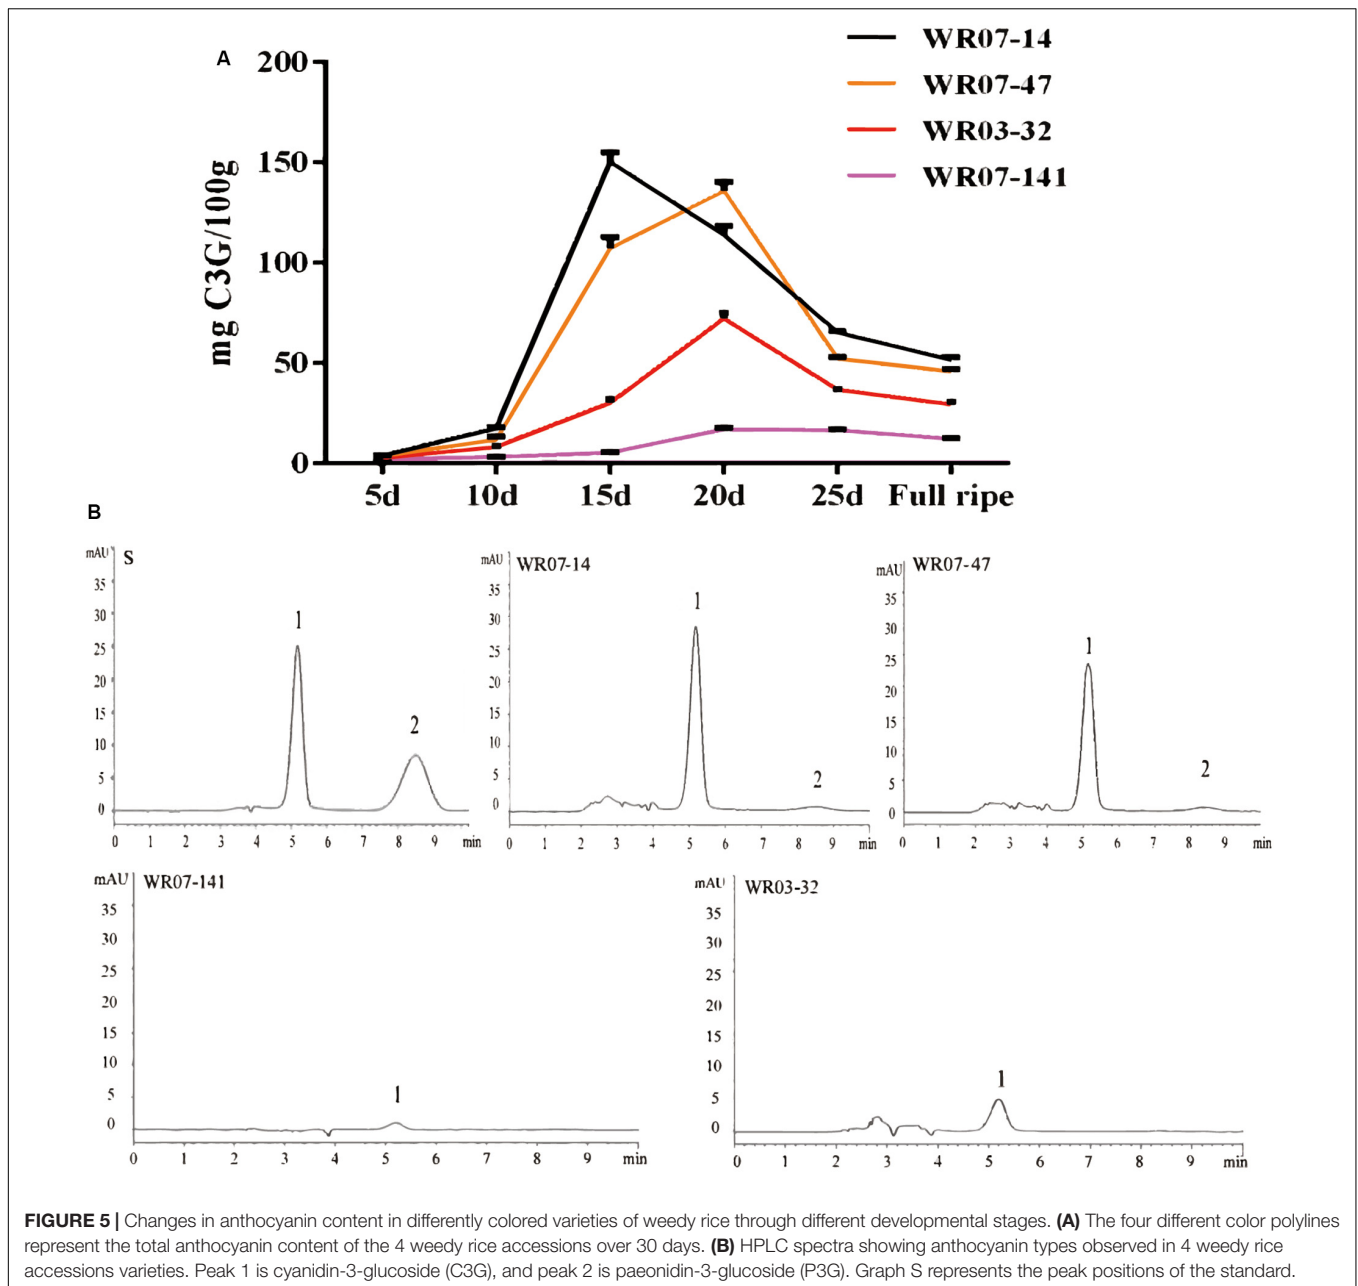 A
WR07-14
WR07-47
WR03-32
WR07-141
mg C3G/100g
200
150
100
50
0
5d 10d 15d 20d 25d Full ripe
B
mAU S
35
30
25
20
15
10
5
0
1
2
0 1 2 3 4 5 6 7 8 9 min
mAU WR07-14
35
30
25
20
15
10
5
0
1
2
0 1 2 3 4 5 6 7 8 9 min
mAU WR07-47
35
30
25
20
15
10
5
0
1
2
0 1 2 3 4 5 6 7 8 9 min
mAU WR07-141
35
30
25
20
15
10
5
0
1
0 1 2 3 4 5 6 7 8 9 min
mAU WR03-32
35
30
25
20
15
10
5
0
1
0 1 2 3 4 5 6 7 8 9 min
FIGURE 5 | Changes in anthocyanin content in differently colored varieties of weedy rice through different developmental stages. (A) The four different color polylines
represent the total anthocyanin content of the 4 weedy rice accessions over 30 days. (B) HPLC spectra showing anthocyanin types observed in 4 weedy rice
accessions varieties. Peak 1 is cyanidin-3-glucoside (C3G), and peak 2 is paeonidin-3-glucoside (P3G). Graph S represents the peak positions of the standard.